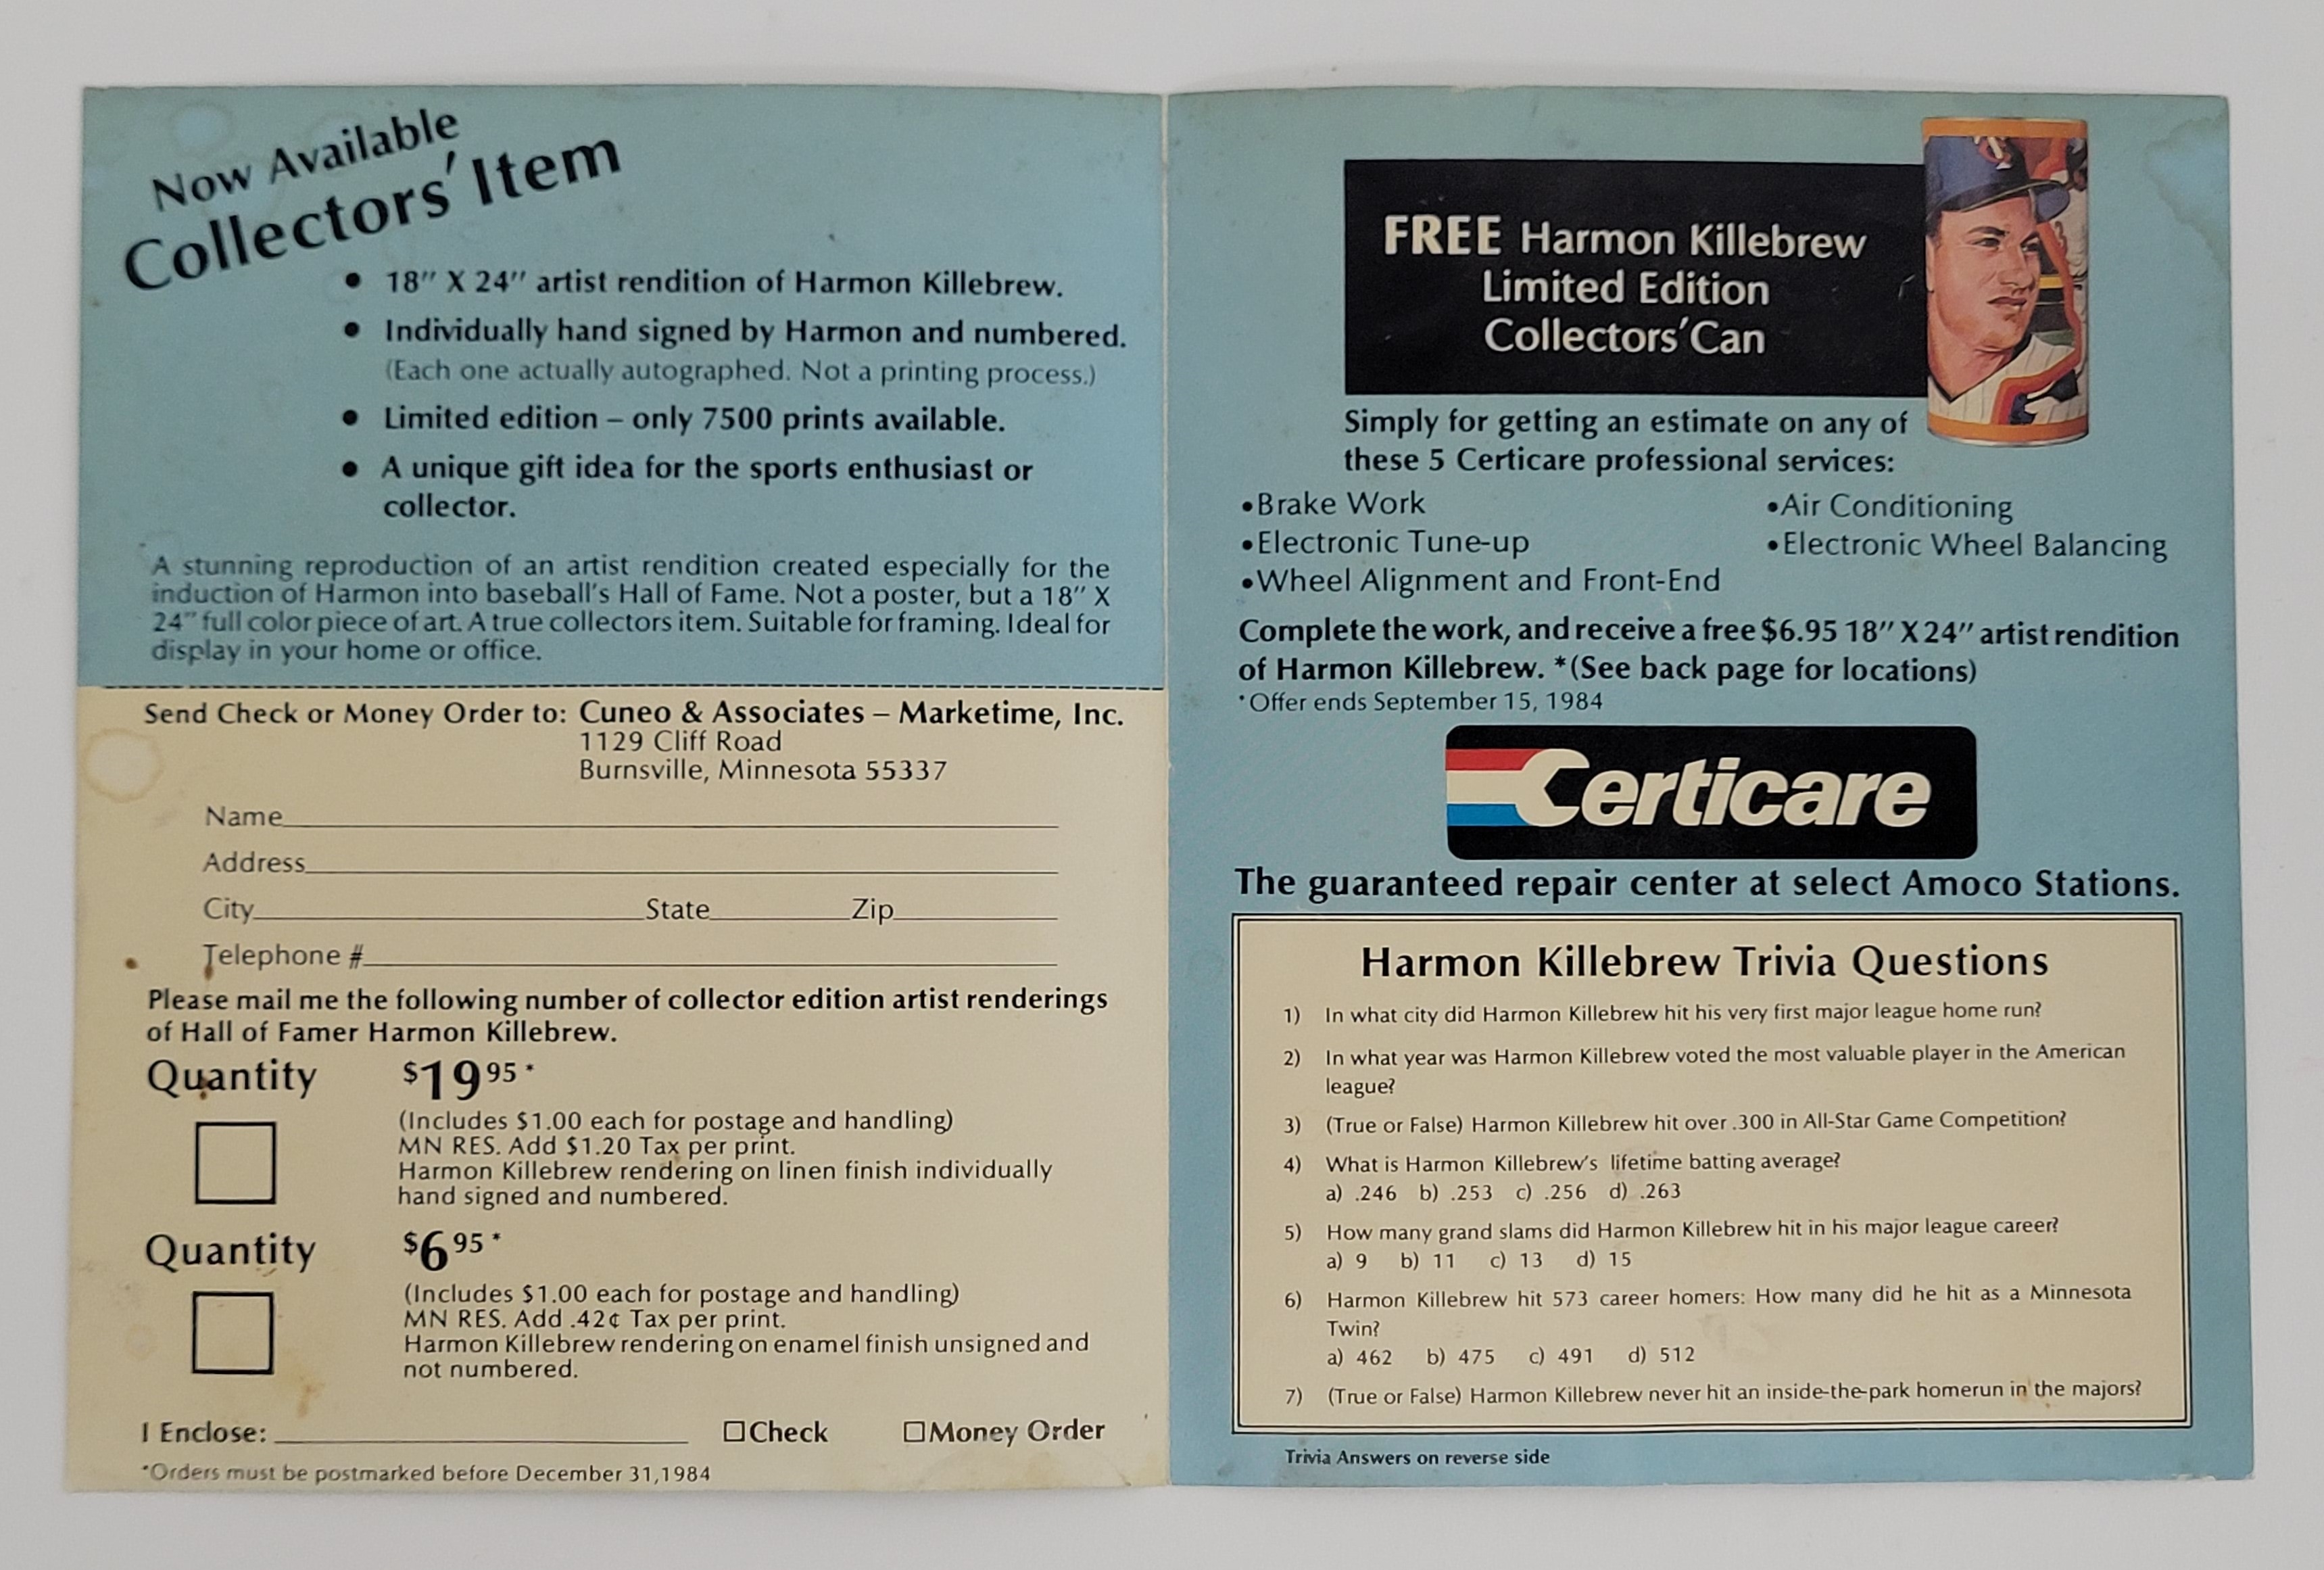 Now Available
Collectors' Item
• 18" X 24" artist rendition of Harmon Killebrew.
• Individually hand signed by Harmon and numbered.
(Each one actually autographed. Not a printing process.)
• Limited edition – only 7500 prints available.
• A unique gift idea for the sports enthusiast or
collector.
A stunning reproduction of an artist rendition created especially for the
induction of Harmon into baseball's Hall of Fame. Not a poster, but a 18" X
24" full color piece of art. A true collectors item. Suitable for framing. Ideal for
display in your home or office.
Send Check or Money Order to: Cuneo & Associates – Marketime, Inc.
1129 Cliff Road
Burnsville, Minnesota 55337
Name
Address
City State Zip
Telephone #
Please mail me the following number of collector edition artist renderings
of Hall of Famer Harmon Killebrew.
Quantity $19 95 *
(Includes $1.00 each for postage and handling)
MN RES. Add $1.20 Tax per print.
Harmon Killebrew rendering on linen finish individually
hand signed and numbered.
Quantity $6 95 *
(Includes $1.00 each for postage and handling)
MN RES. Add .42¢ Tax per print.
Harmon Killebrew rendering on enamel finish unsigned and
not numbered.
I Enclose: □Check □Money Order
*Orders must be postmarked before December 31,1984
FREE Harmon Killebrew
Limited Edition
Collectors' Can
Simply for getting an estimate on any of
these 5 Certicare professional services:
•Brake Work •Air Conditioning
•Electronic Tune-up •Electronic Wheel Balancing
•Wheel Alignment and Front-End
Complete the work, and receive a free $6.95 18" X 24" artist rendition
of Harmon Killebrew. *(See back page for locations)
*Offer ends September 15, 1984
Certicare
The guaranteed repair center at select Amoco Stations.
Harmon Killebrew Trivia Questions
1) In what city did Harmon Killebrew hit his very first major league home run?
2) In what year was Harmon Killebrew voted the most valuable player in the American
league?
3) (True or False) Harmon Killebrew hit over .300 in All-Star Game Competition?
4) What is Harmon Killebrew's lifetime batting average?
a) .246 b) .253 c) .256 d) .263
5) How many grand slams did Harmon Killebrew hit in his major league career?
a) 9 b) 11 c) 13 d) 15
6) Harmon Killebrew hit 573 career homers: How many did he hit as a Minnesota
Twin?
a) 462 b) 475 c) 491 d) 512
7) (True or False) Harmon Killebrew never hit an inside-the-park homerun in the majors?
Trivia Answers on reverse side